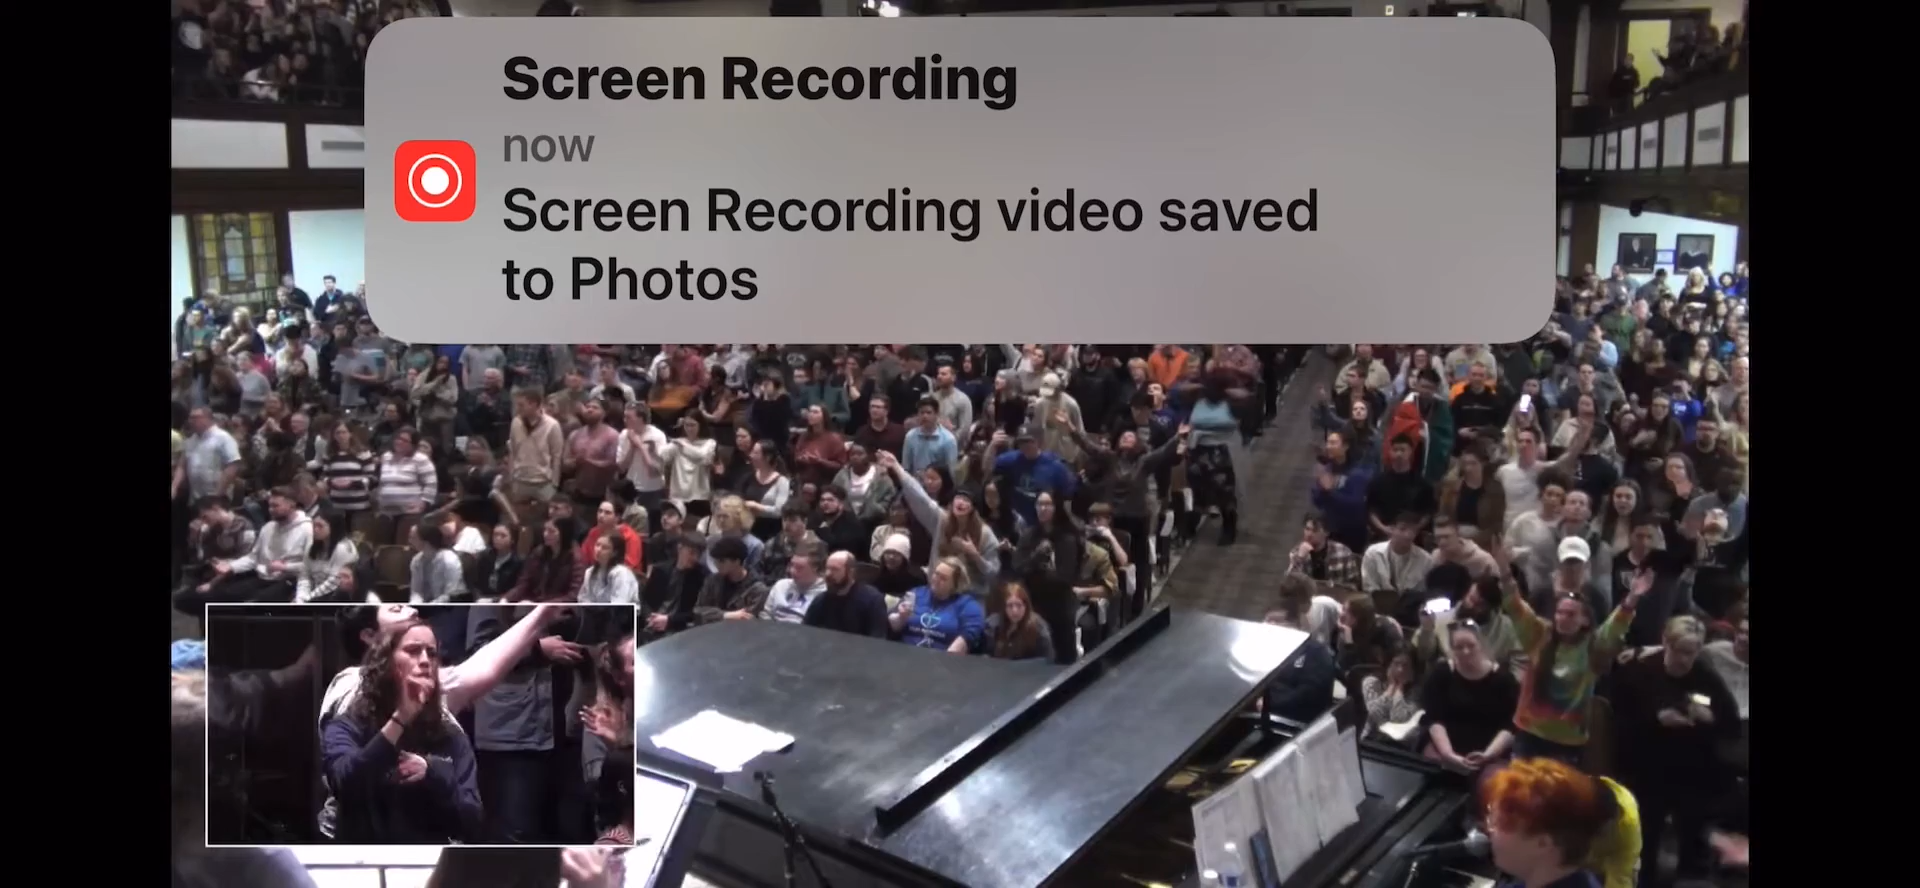 Screen Recording
now
Screen Recording video saved
to Photos